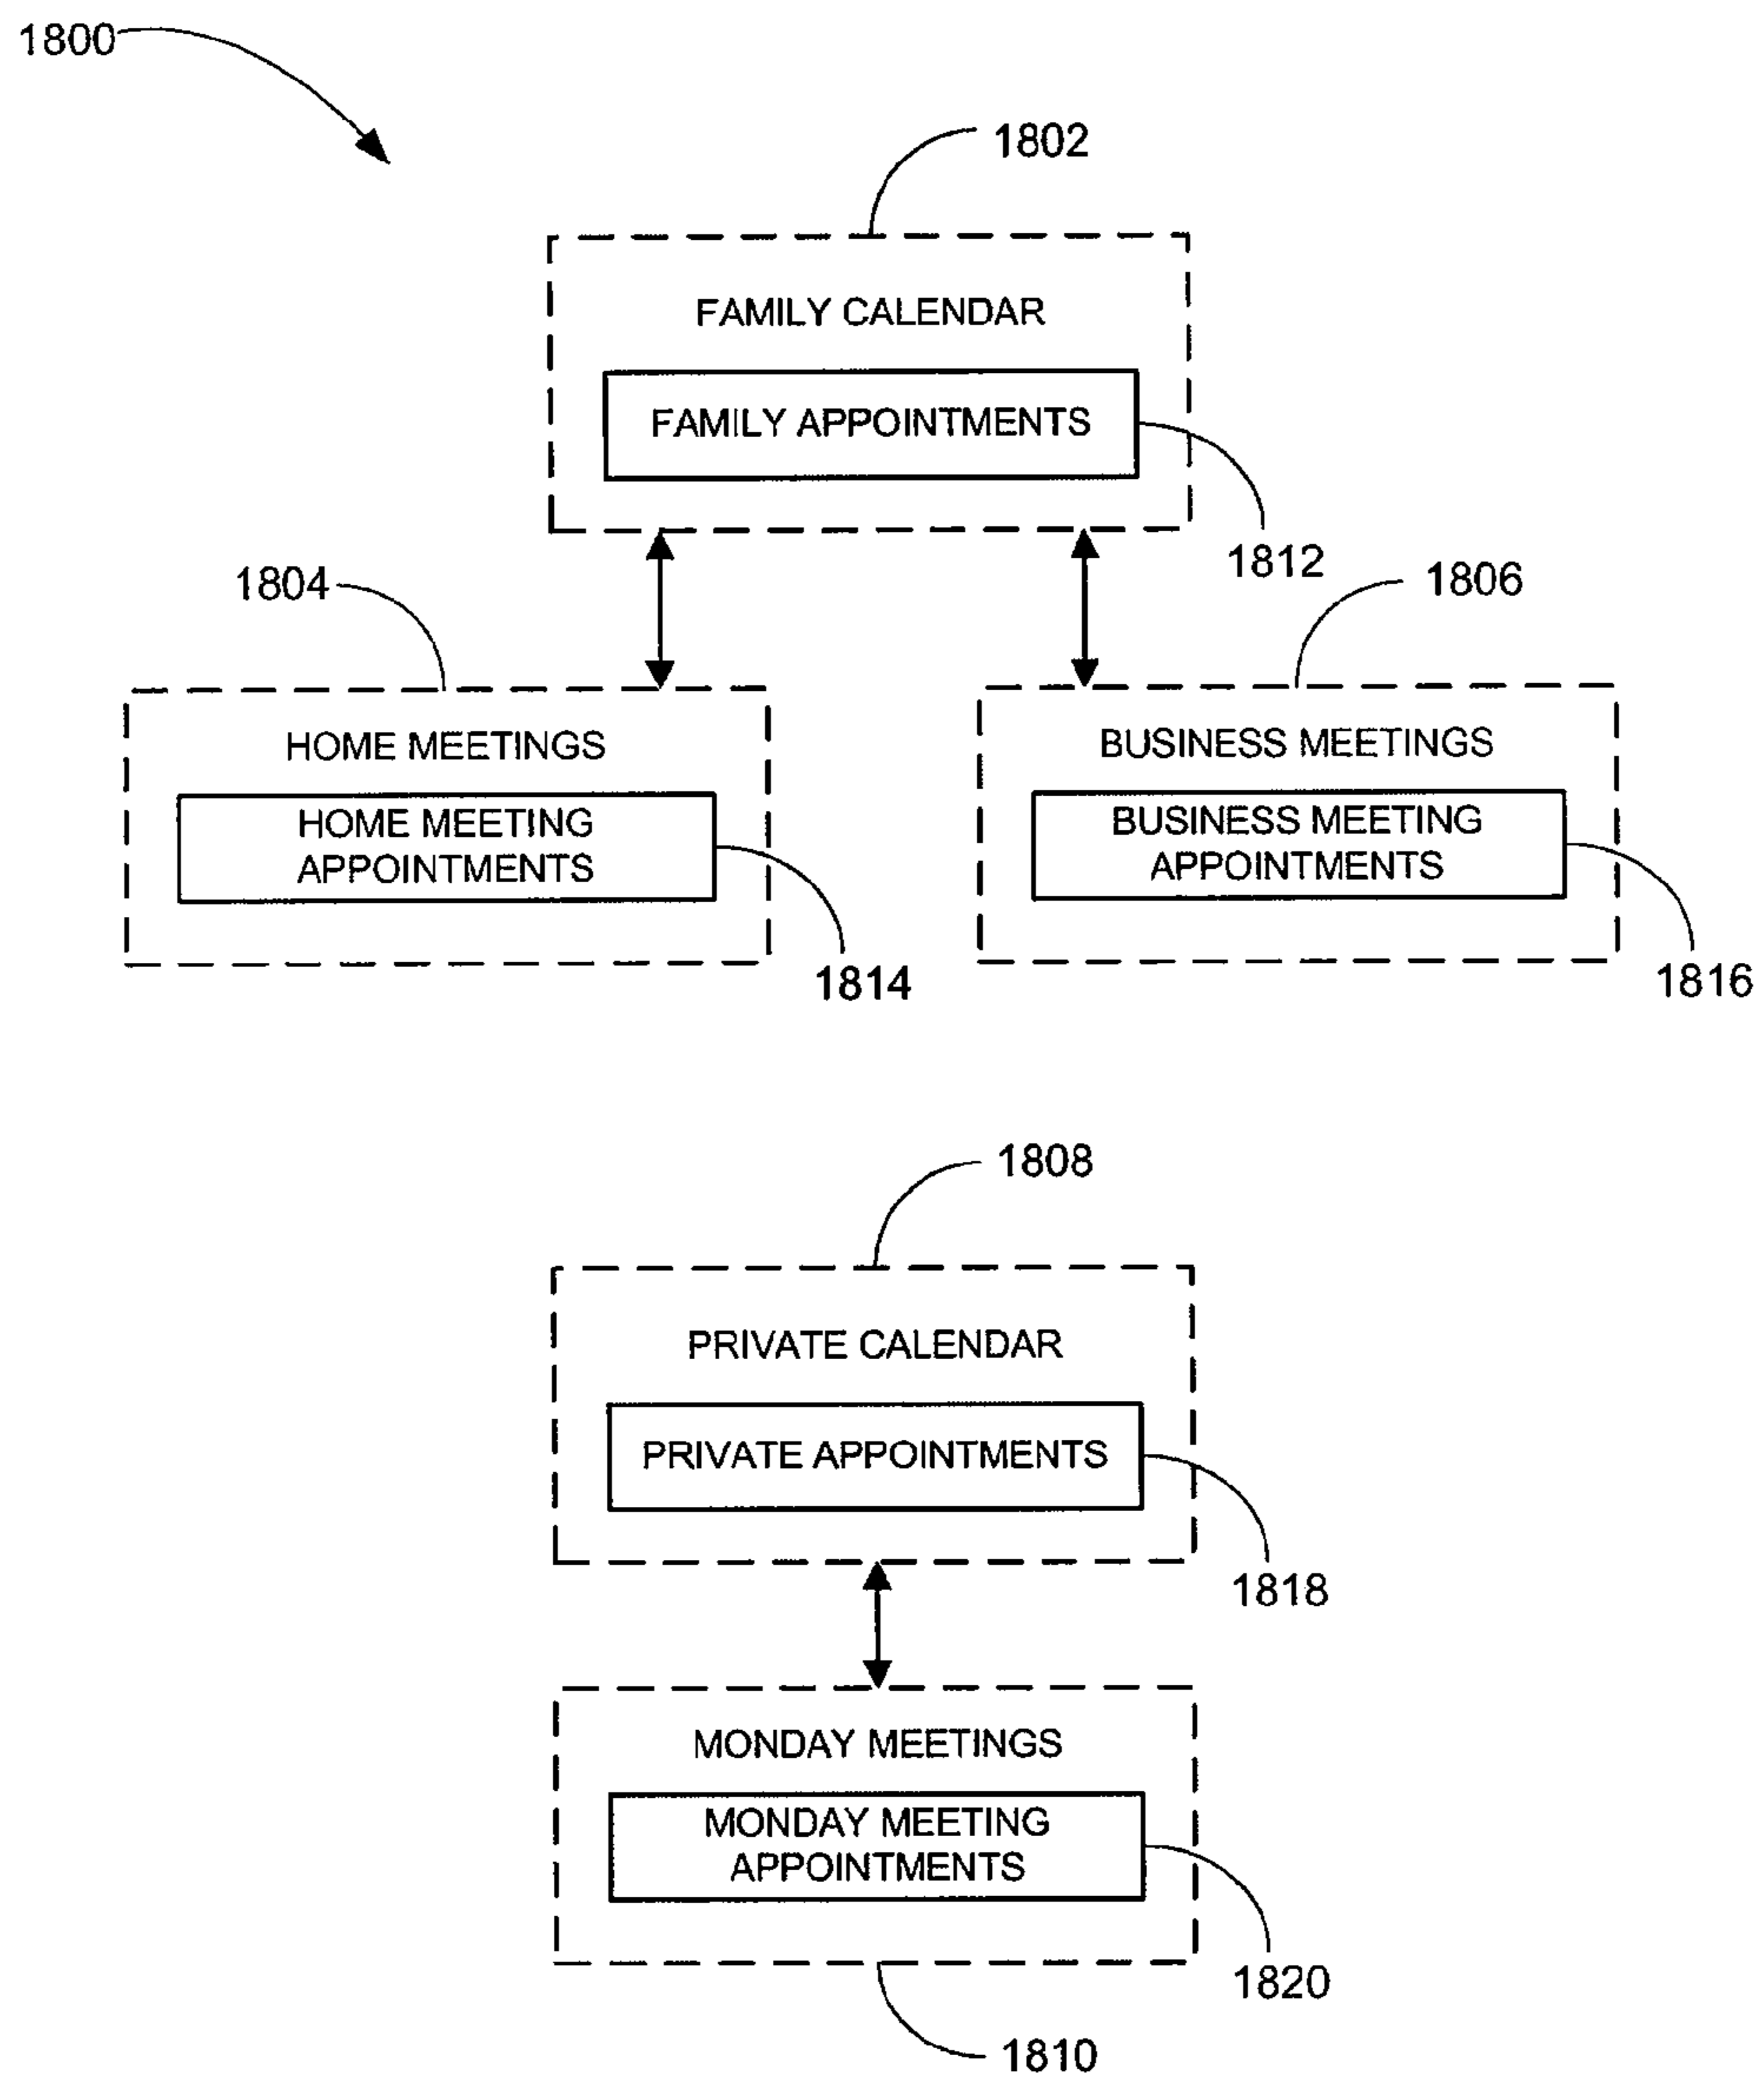 1800
1802
FAMILY CALENDAR
FAMILY APPOINTMENTS
1812
1804
1806
HOME MEETINGS
HOME MEETING
APPOINTMENTS
1814
BUSINESS MEETINGS
BUSINESS MEETING
APPOINTMENTS
1816
1808
PRIVATE CALENDAR
PRIVATE APPOINTMENTS
1818
MONDAY MEETINGS
MONDAY MEETING
APPOINTMENTS
1820
1810